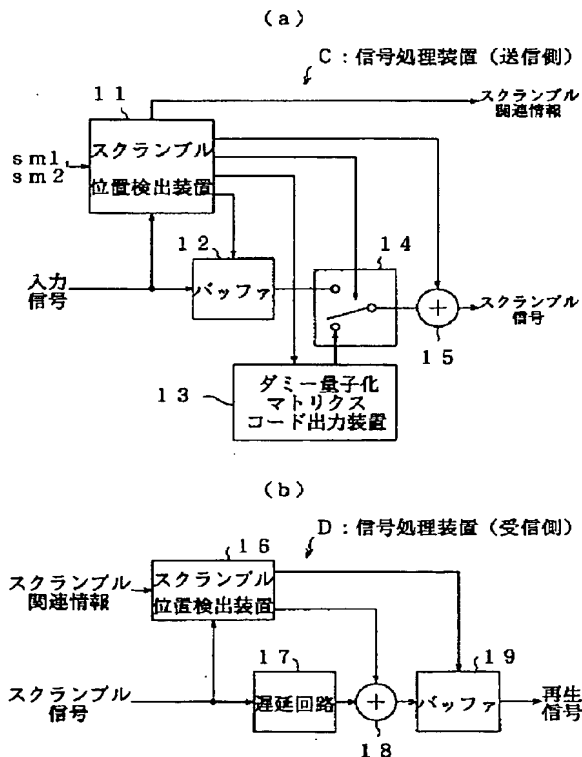 (a)
C:信号処理装置(送信側)
11
スクランブル
関連情報
sm1
sm2
スクランブル
位置検出装置
12
14
入力
信号
バッファ
スクランブル
信号
15
13
ダミー量子化
マトリクス
コード出力装置
(b)
D:信号処理装置(受信側)
16
スクランブル
関連情報
スクランブル
位置検出装置
17
19
スクランブル
信号
遅延回路
バッファ
再生
信号
18